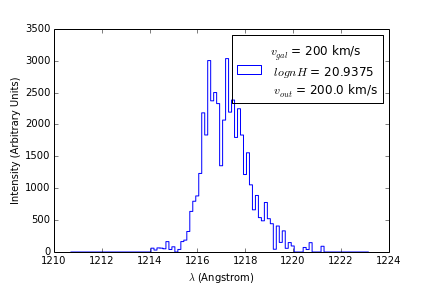 3500
3000
2500
2000
1500
1000
500
0
Intensity (Arbitrary Units)
v_gal = 200 km/s
lognH = 20.9375
v_out = 200.0 km/s
1210 1212 1214 1216 1218 1220 1222 1224
λ (Angstrom)